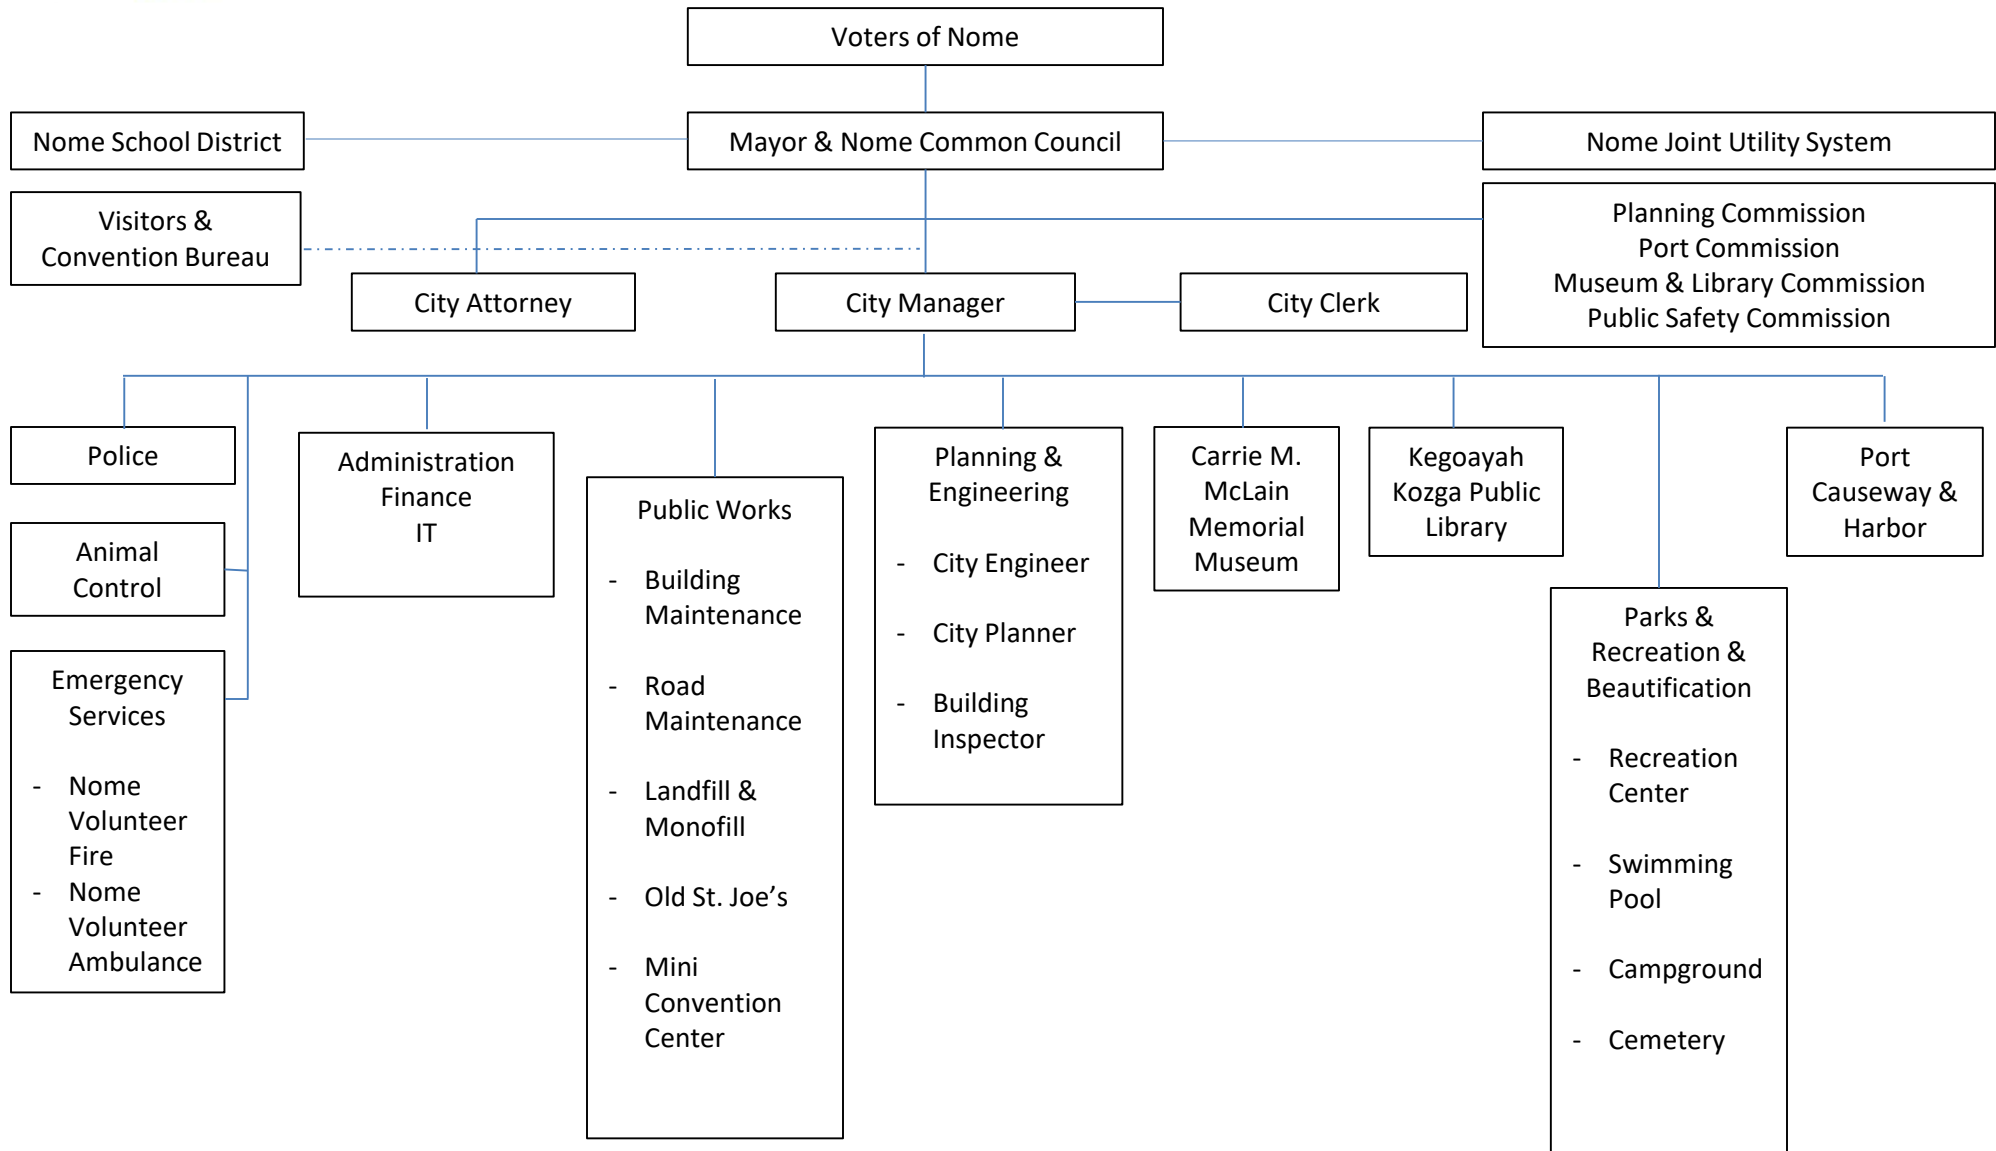 Voters of Nome
Nome School District
Mayor & Nome Common Council
Nome Joint Utility System
Visitors &
Convention Bureau
Planning Commission
Port Commission
Museum & Library Commission
Public Safety Commission
City Attorney
City Manager
City Clerk
Police
Animal
Control
Emergency
Services
- Nome
Volunteer
Fire
- Nome
Volunteer
Ambulance
Administration
Finance
IT
Public Works
- Building
Maintenance
- Road
Maintenance
- Landfill &
Monofill
- Old St. Joe’s
- Mini
Convention
Center
Planning &
Engineering
- City Engineer
- City Planner
- Building
Inspector
Carrie M.
McLain
Memorial
Museum
Kegoayah
Kozga Public
Library
Parks &
Recreation &
Beautification
- Recreation
Center
- Swimming
Pool
- Campground
- Cemetery
Port
Causeway &
Harbor